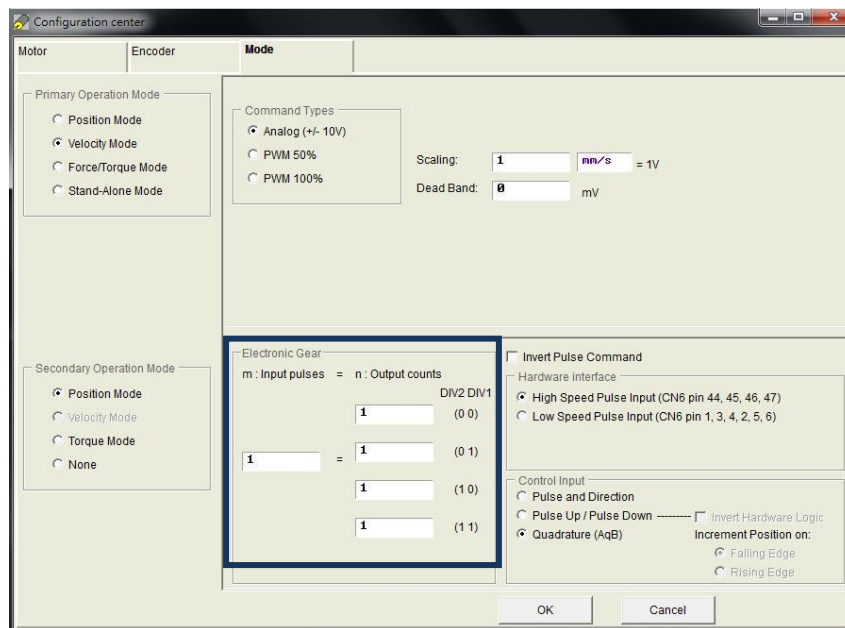 Configuration center
Motor
Encoder
Mode
Primary Operation Mode
Position Mode
Velocity Mode
Force/Torque Mode
Stand-Alone Mode
Command Types
Analog (+/- 10V)
PWM 50%
PWM 100%
Scaling: 1 mm/s = 1V
Dead Band: 0 mV
Secondary Operation Mode
Position Mode
Velocity Mode
Torque Mode
None
Electronic Gear
m : Input pulses = n : Output counts
DIV2 DIV1
1 (0 0)
1 = 1 (0 1)
1 (1 0)
1 (1 1)
Invert Pulse Command
Hardware interface
High Speed Pulse Input (CN6 pin 44, 45, 46, 47)
Low Speed Pulse Input (CN6 pin 1, 3, 4, 2, 5, 6)
Control Input
Pulse and Direction
Pulse Up / Pulse Down --------- Invert Hardware Logic
Quadrature (AqB) Increment Position on:
Falling Edge
Rising Edge
OK
Cancel